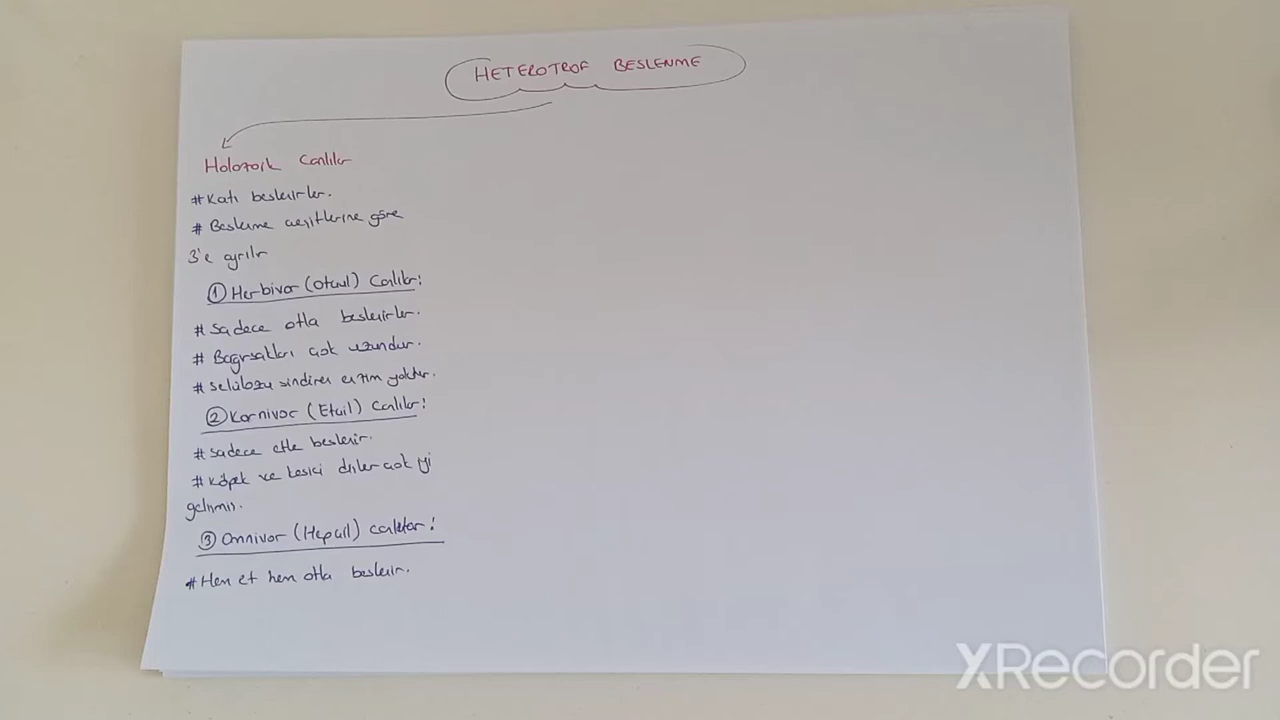 HETEROTROF BESLENME
Holozoik Canlılar
# Katı beslenirler.
# Beslenme çeşitlerine göre
3'e ayrılır
① Herbivor (Otçul) Canlılar:
# Sadece otla beslenirler.
# Bağırsakları çok uzundur.
# Selülozu sindiren enzim yoktur.
② Karnivor (Etçil) Canlılar:
# Sadece etle beslenir.
# Köpek ve kesici dişler çok iyi
gelişmiş.
③ Omnivor (Hepçil) Canlılar:
# Hem et hem otla beslenir.
XRecorder